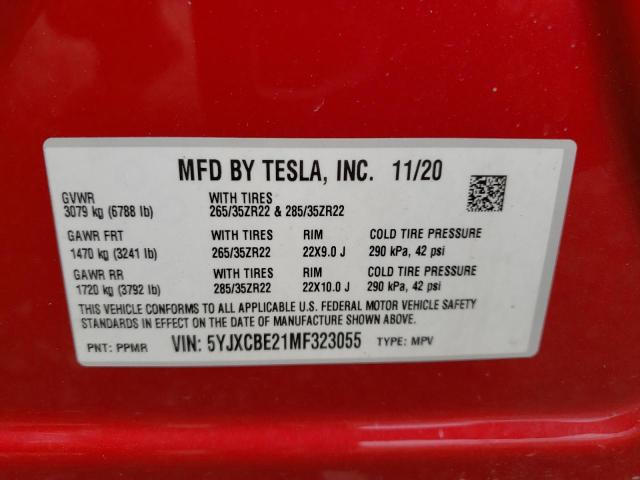 MFD BY TESLA, INC. 11/20
GVWR WITH TIRES
3079 kg (6788 lb) 265/35ZR22 & 285/35ZR22
GAWR FRT WITH TIRES RIM COLD TIRE PRESSURE
1470 kg (3241 lb) 265/35ZR22 22X9.0 J 290 kPa, 42 psi
GAWR RR WITH TIRES RIM COLD TIRE PRESSURE
1720 kg (3792 lb) 285/35ZR22 22X10.0 J 290 kPa, 42 psi
THIS VEHICLE CONFORMS TO ALL APPLICABLE U.S. FEDERAL MOTOR VEHICLE SAFETY
STANDARDS IN EFFECT ON THE DATE OF MANUFACTURE SHOWN ABOVE.
PNT: PPMR VIN: 5YJXCBE21MF323055 TYPE: MPV